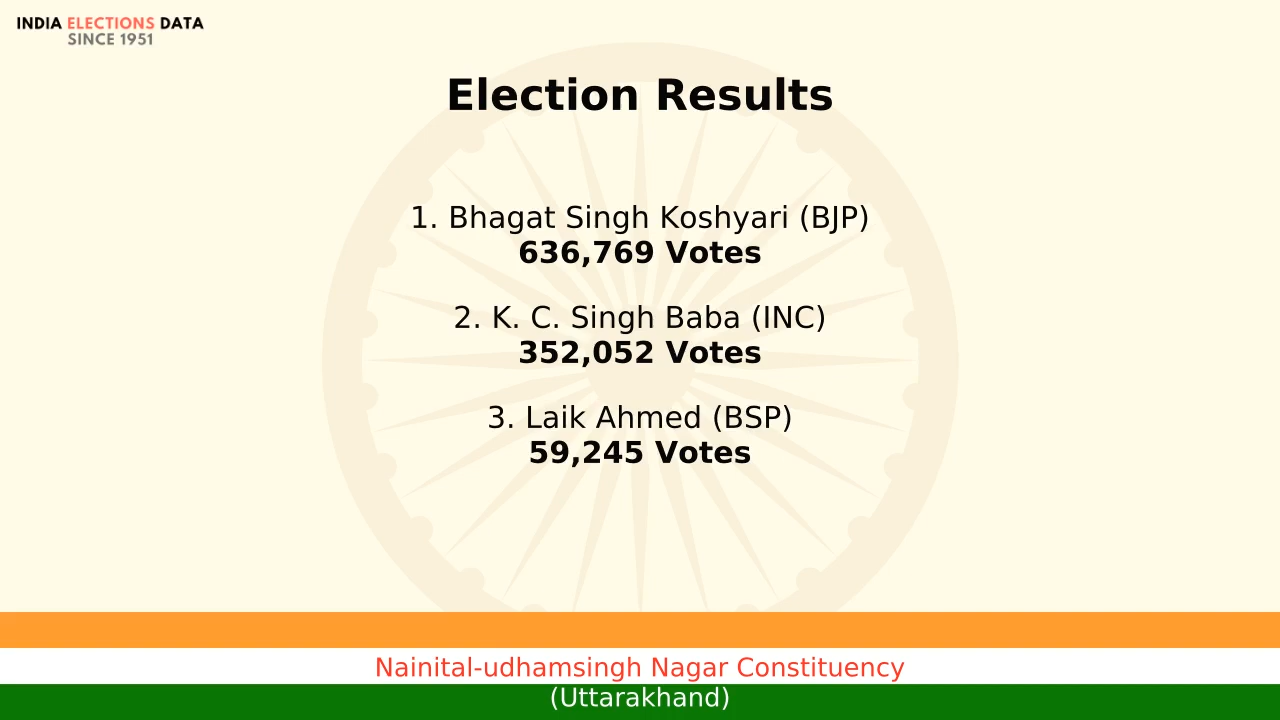 INDIA ELECTIONS DATA
SINCE 1951
Election Results
1. Bhagat Singh Koshyari (BJP)
636,769 Votes
2. K. C. Singh Baba (INC)
352,052 Votes
3. Laik Ahmed (BSP)
59,245 Votes
Nainital-udhamsingh Nagar Constituency
(Uttarakhand)